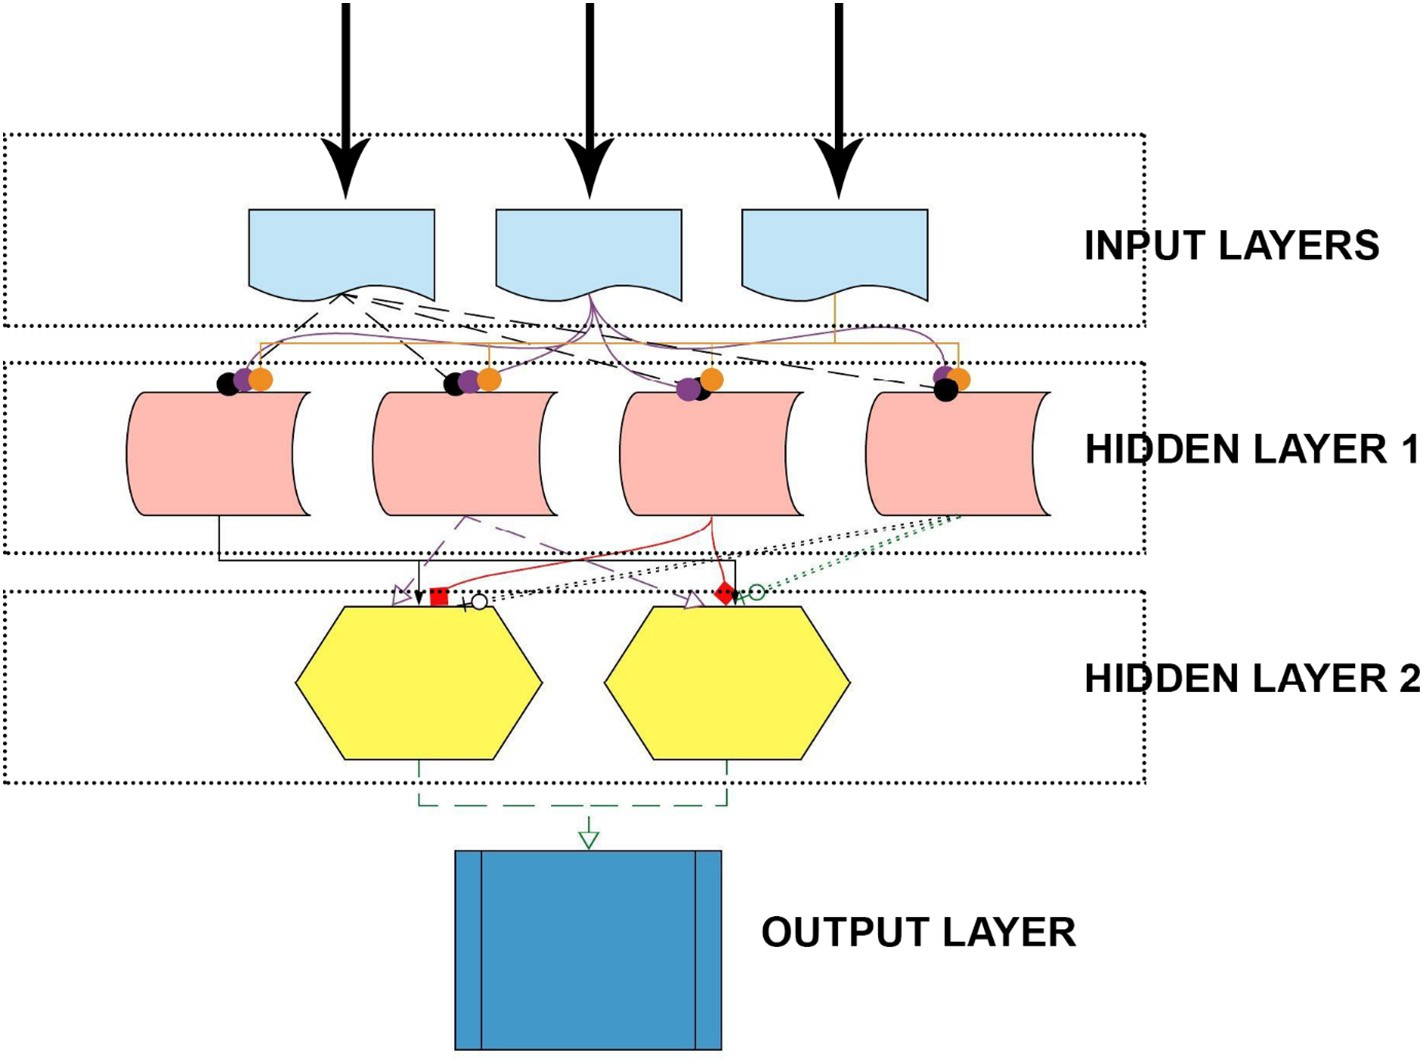 INPUT LAYERS
HIDDEN LAYER 1
HIDDEN LAYER 2
OUTPUT LAYER